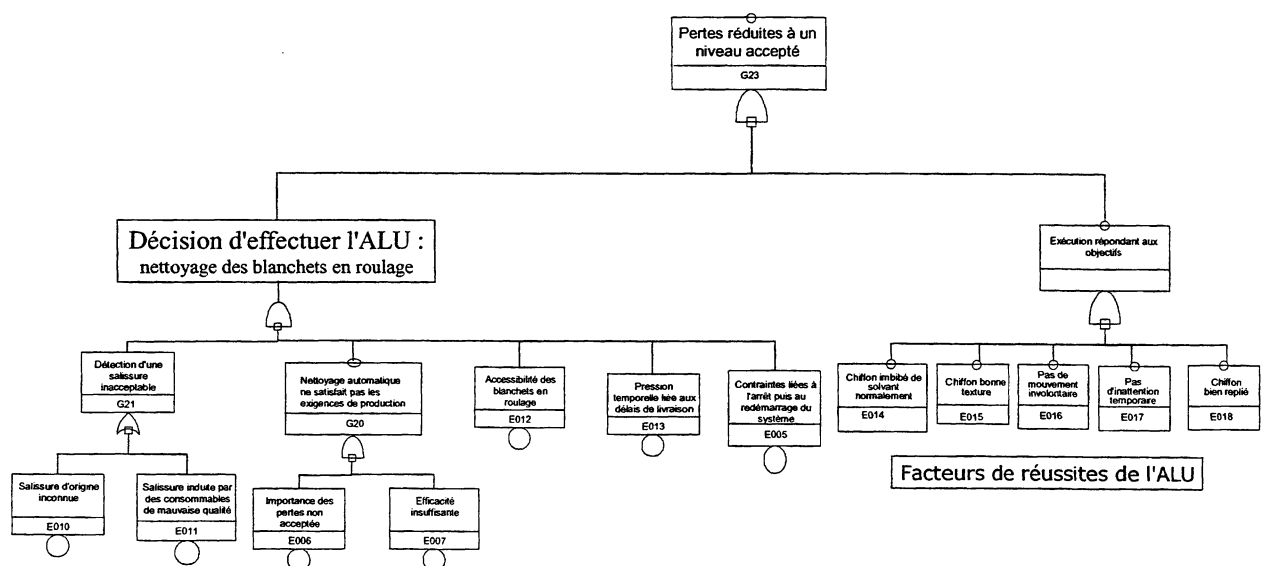 Pertes réduites à un
niveau accepté
G23
Décision d'effectuer l'ALU :
nettoyage des blanchets en roulage
Exécution répondant aux
objectifs
Détection d'une
salissure
inacceptable
G21
Nettoyage automatique
ne satisfait pas les
exigences de production
G20
Accessibilité des
blanchets en
roulage
E012
Pression
temporelle liée aux
délais de livraison
E013
Contraintes liées à
l'arrêt puis au
redémarrage du
système
E005
Chiffon imbibé de
solvant
normalement
E014
Chiffon bonne
texture
E015
Pas de
mouvement
involontaire
E016
Pas
d'inattention
temporaire
E017
Chiffon
bien replié
E018
Facteurs de réussites de l'ALU
Salissure d'origine
inconnue
E010
Salissure induite par
des consommables
de mauvaise qualité
E011
Importance des
pertes non
acceptée
E006
Efficacité
insuffisante
E007